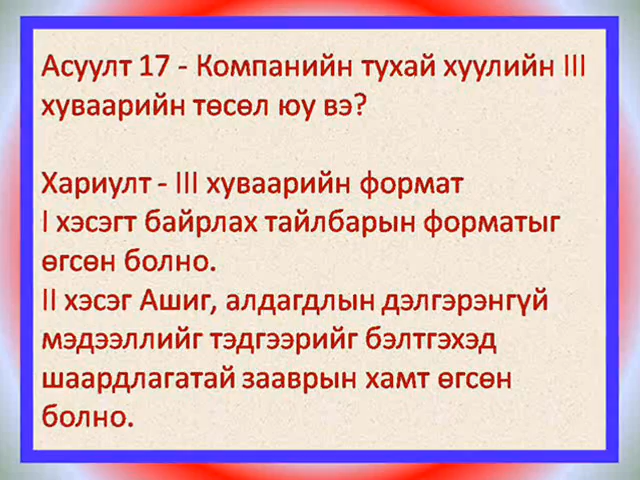 Асуулт 17 - Компанийн тухай хуулийн III
хуваарийн төсөл юу вэ?
Хариулт - III хуваарийн формат
I хэсэгт байрлах тайлбарын форматыг
өгсөн болно.
II хэсэг Ашиг, алдагдлын дэлгэрэнгүй
мэдээллийг тэдгээрийг бэлтгэхэд
шаардлагатай зааврын хамт өгсөн
болно.